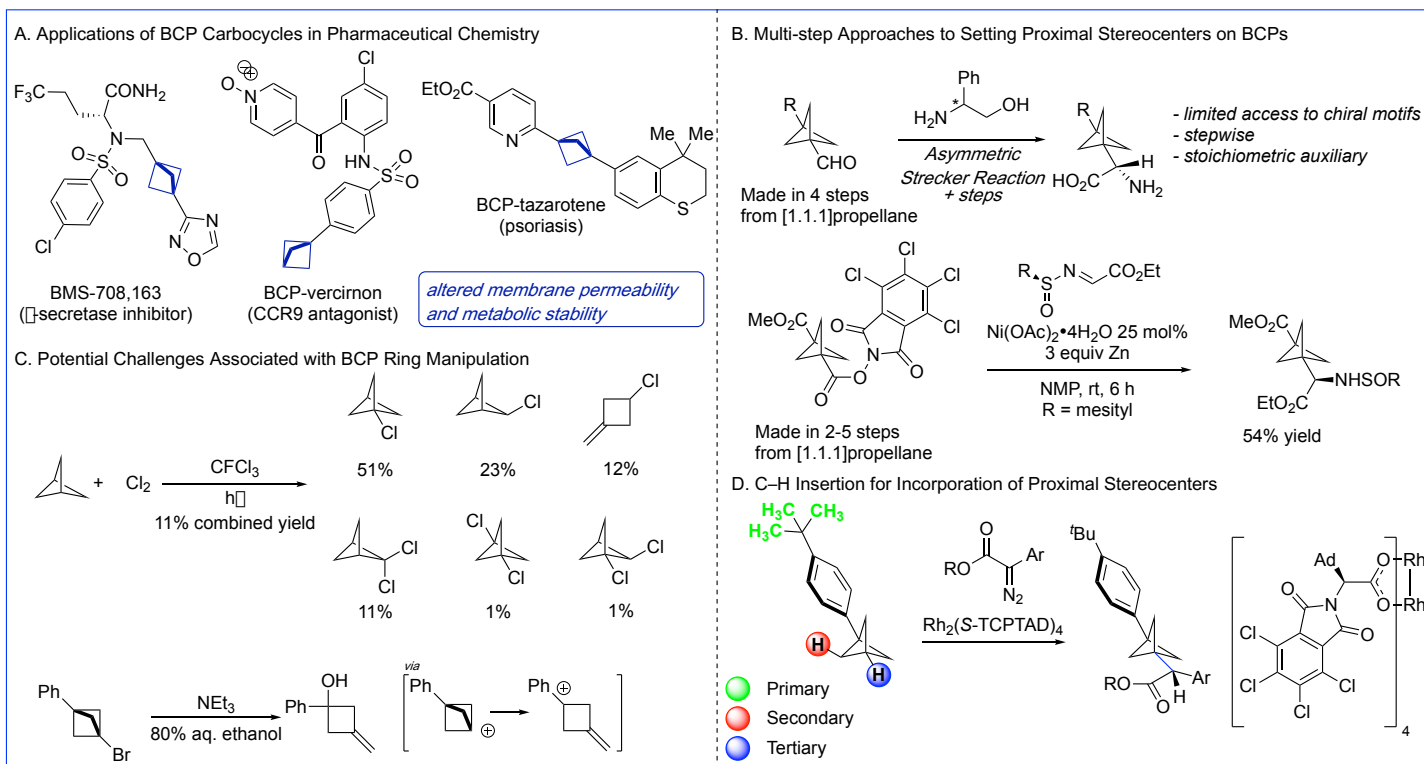 A. Applications of BCP Carbocycles in Pharmaceutical Chemistry
F3C
CONH2
N
S
O
O
Cl
N
N
O
BMS-708,163
(▯-secretase inhibitor)
⊖
⊕
O
N
Cl
O
HN
S
O
O
BCP-vercirnon
(CCR9 antagonist)
EtO2C
N
Me
Me
S
BCP-tazarotene
(psoriasis)
altered membrane permeability
and metabolic stability
B. Multi-step Approaches to Setting Proximal Stereocenters on BCPs
R
CHO
Made in 4 steps
from [1.1.1]propellane
Ph
*
OH
H2N
Asymmetric
Strecker Reaction
+ steps
R
H
HO2C
NH2
- limited access to chiral motifs
- stepwise
- stoichiometric auxiliary
MeO2C
O
O
N
O
O
Cl
Cl
Cl
Cl
Made in 2-5 steps
from [1.1.1]propellane
R
S
N
CO2Et
O
Ni(OAc)2•4H2O 25 mol%
3 equiv Zn
NMP, rt, 6 h
R = mesityl
MeO2C
NHSOR
EtO2C
54% yield
C. Potential Challenges Associated with BCP Ring Manipulation
+
Cl2
CFCl3
h▯
11% combined yield
Cl
51%
Cl
23%
Cl
12%
Cl
Cl
11%
Cl
Cl
1%
Cl
Cl
1%
Ph
Br
NEt3
80% aq. ethanol
OH
Ph
via
Ph
⊕
Ph
⊕
D. C–H Insertion for Incorporation of Proximal Stereocenters
CH3
H3C
CH3
H
H
Primary
Secondary
Tertiary
O
RO
Ar
N2
Rh2(S-TCPTAD)4
tBu
RO
O
H
Ar
Ad
O
Rh
N
O
Rh
O
O
Cl
Cl
Cl
Cl
4